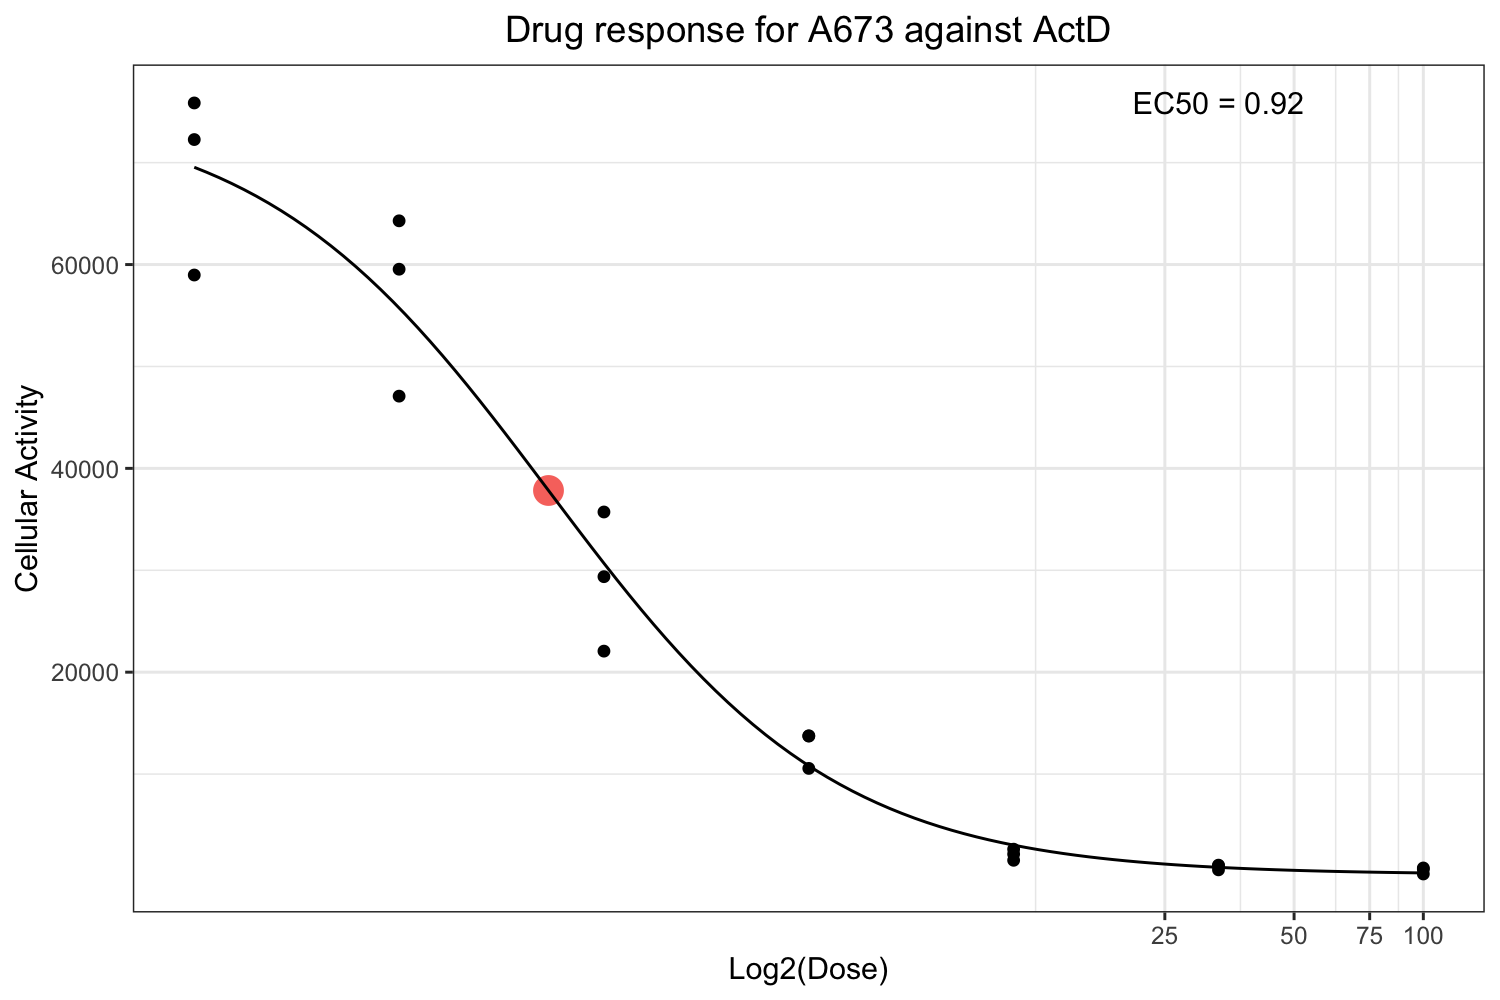 Drug response for A673 against ActD
EC50 = 0.92
60000
40000
20000
Cellular Activity
25 50 75 100
Log2(Dose)